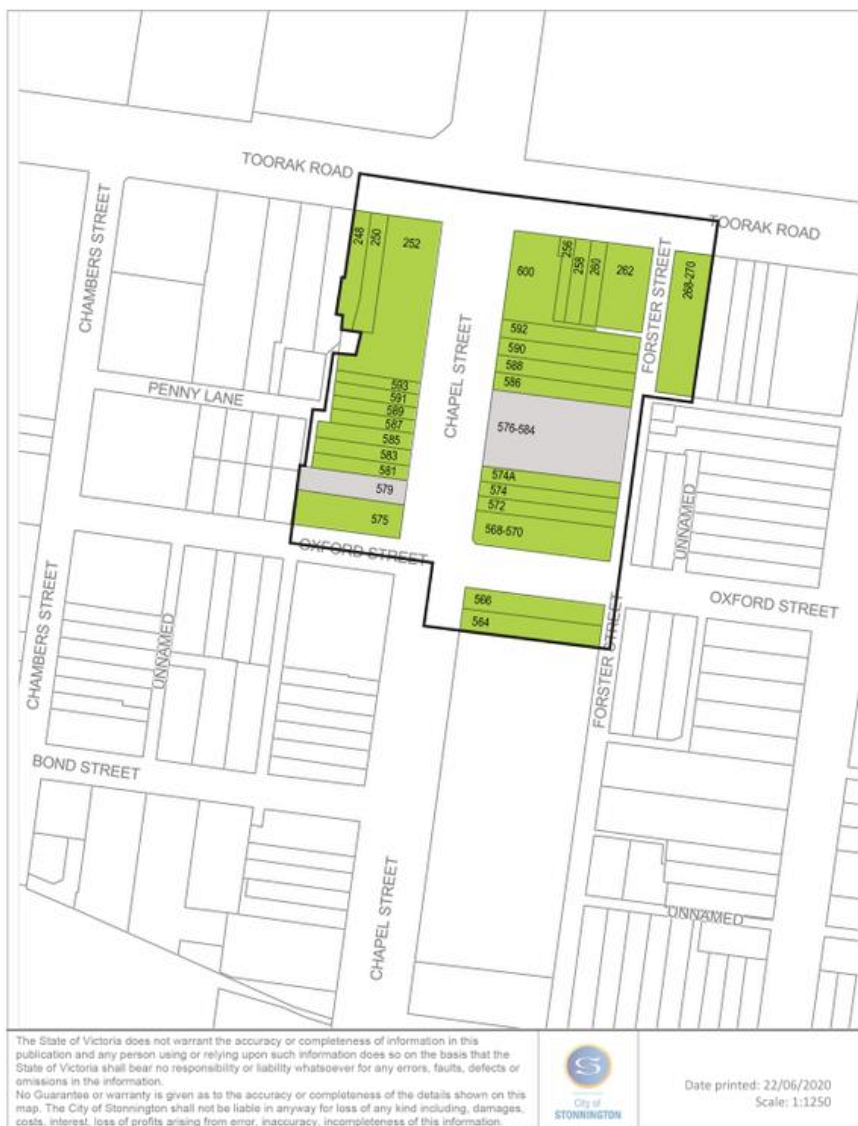 TOORAK ROAD
TOORAK ROAD
CHAMBERS STREET
248
250
252
600
256
258
260
262
FORSTER STREET
268-270
CHAPEL STREET
592
590
588
586
PENNY LANE
593
591
589
587
585
583
581
579
575
576-584
574A
574
572
568-570
UNNAMED
OXFORD STREET
OXFORD STREET
566
564
CHAMBERS STREET
UNNAMED
FORSTER STREET
BOND STREET
CHAPEL STREET
UNNAMED
The State of Victoria does not warrant the accuracy or completeness of information in this
publication and any person using or relying upon such information does so on the basis that the
State of Victoria shall bear no responsibility or liability whatsoever for any errors, faults, defects or
omissions in the information.
No Guarantee or warranty is given as to the accuracy or completeness of the details shown on this
map. The City of Stonnington shall not be liable in anyway for loss of any kind including, damages,
costs, interest, loss of profits arising from error, inaccuracy, incompleteness of this information.
City of
STONNINGTON
Date printed: 22/06/2020
Scale: 1:1250